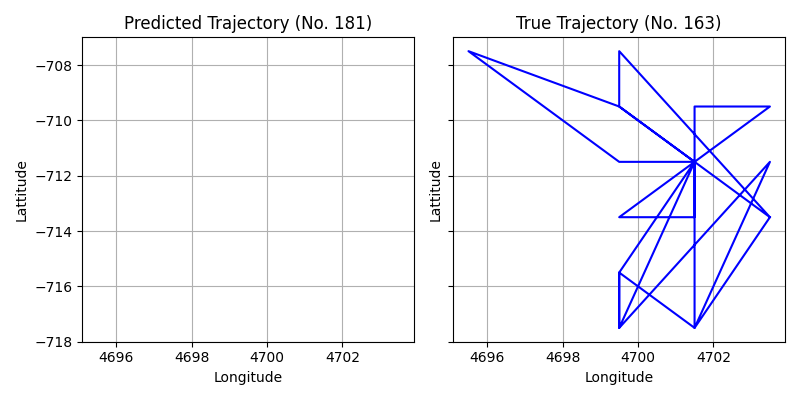 Predicted Trajectory (No. 181)
True Trajectory (No. 163)
−708
−710
−712
−714
−716
−718
Lattitude
Lattitude
4696 4698 4700 4702
4696 4698 4700 4702
Longitude
Longitude